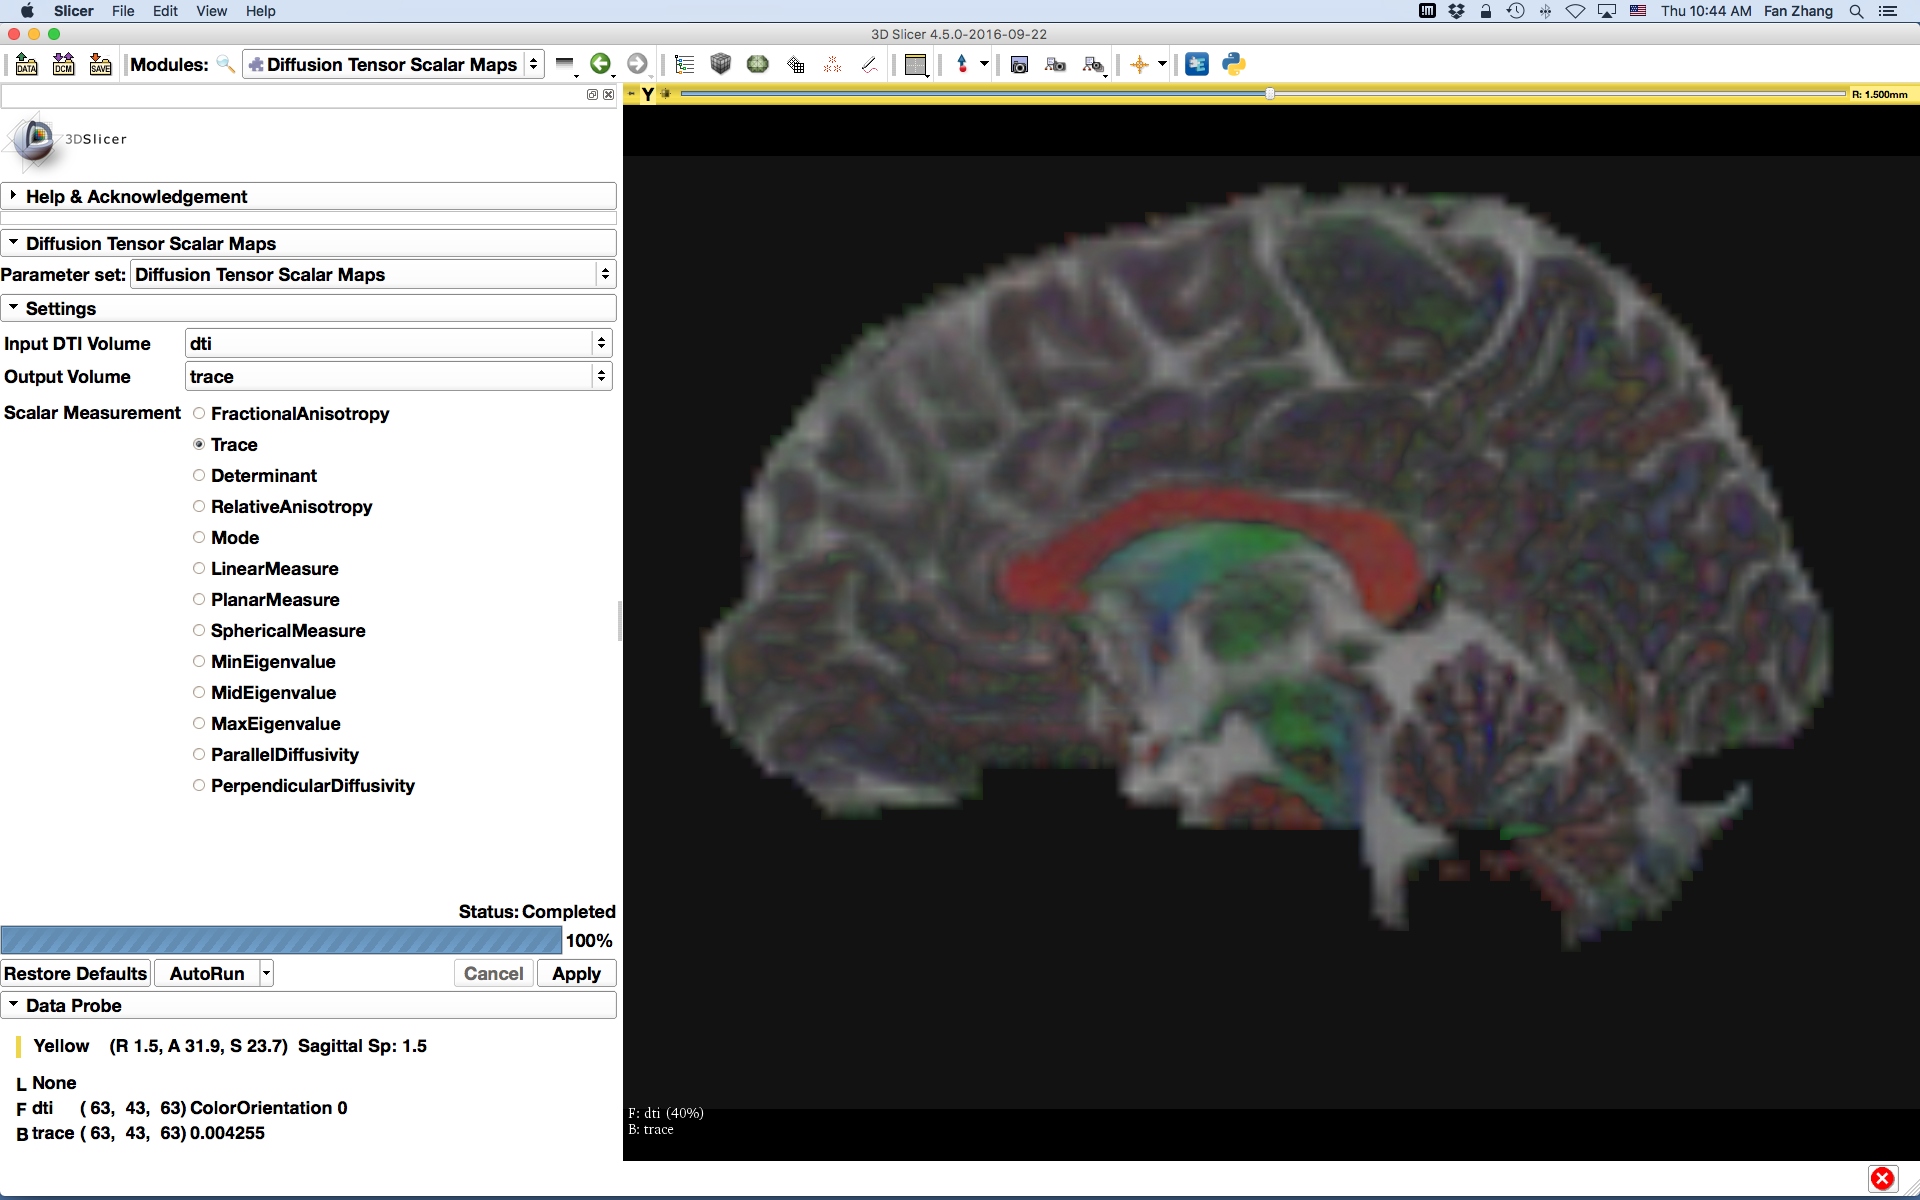 Slicer File Edit View Help Thu 10:44 AM Fan Zhang
3D Slicer 4.5.0-2016-09-22
DATA DCM SAVE Modules: Diffusion Tensor Scalar Maps
Y R: 1.500mm
3DSlicer
Help & Acknowledgement
Diffusion Tensor Scalar Maps
Parameter set: Diffusion Tensor Scalar Maps
Settings
Input DTI Volume dti
Output Volume trace
Scalar Measurement FractionalAnisotropy
Trace
Determinant
RelativeAnisotropy
Mode
LinearMeasure
PlanarMeasure
SphericalMeasure
MinEigenvalue
MidEigenvalue
MaxEigenvalue
ParallelDiffusivity
PerpendicularDiffusivity
Status: Completed
100%
Restore Defaults AutoRun Cancel Apply
Data Probe
Yellow (R 1.5, A 31.9, S 23.7) Sagittal Sp: 1.5
L None
F dti ( 63, 43, 63) ColorOrientation 0
B trace ( 63, 43, 63) 0.004255
F: dti (40%)
B: trace